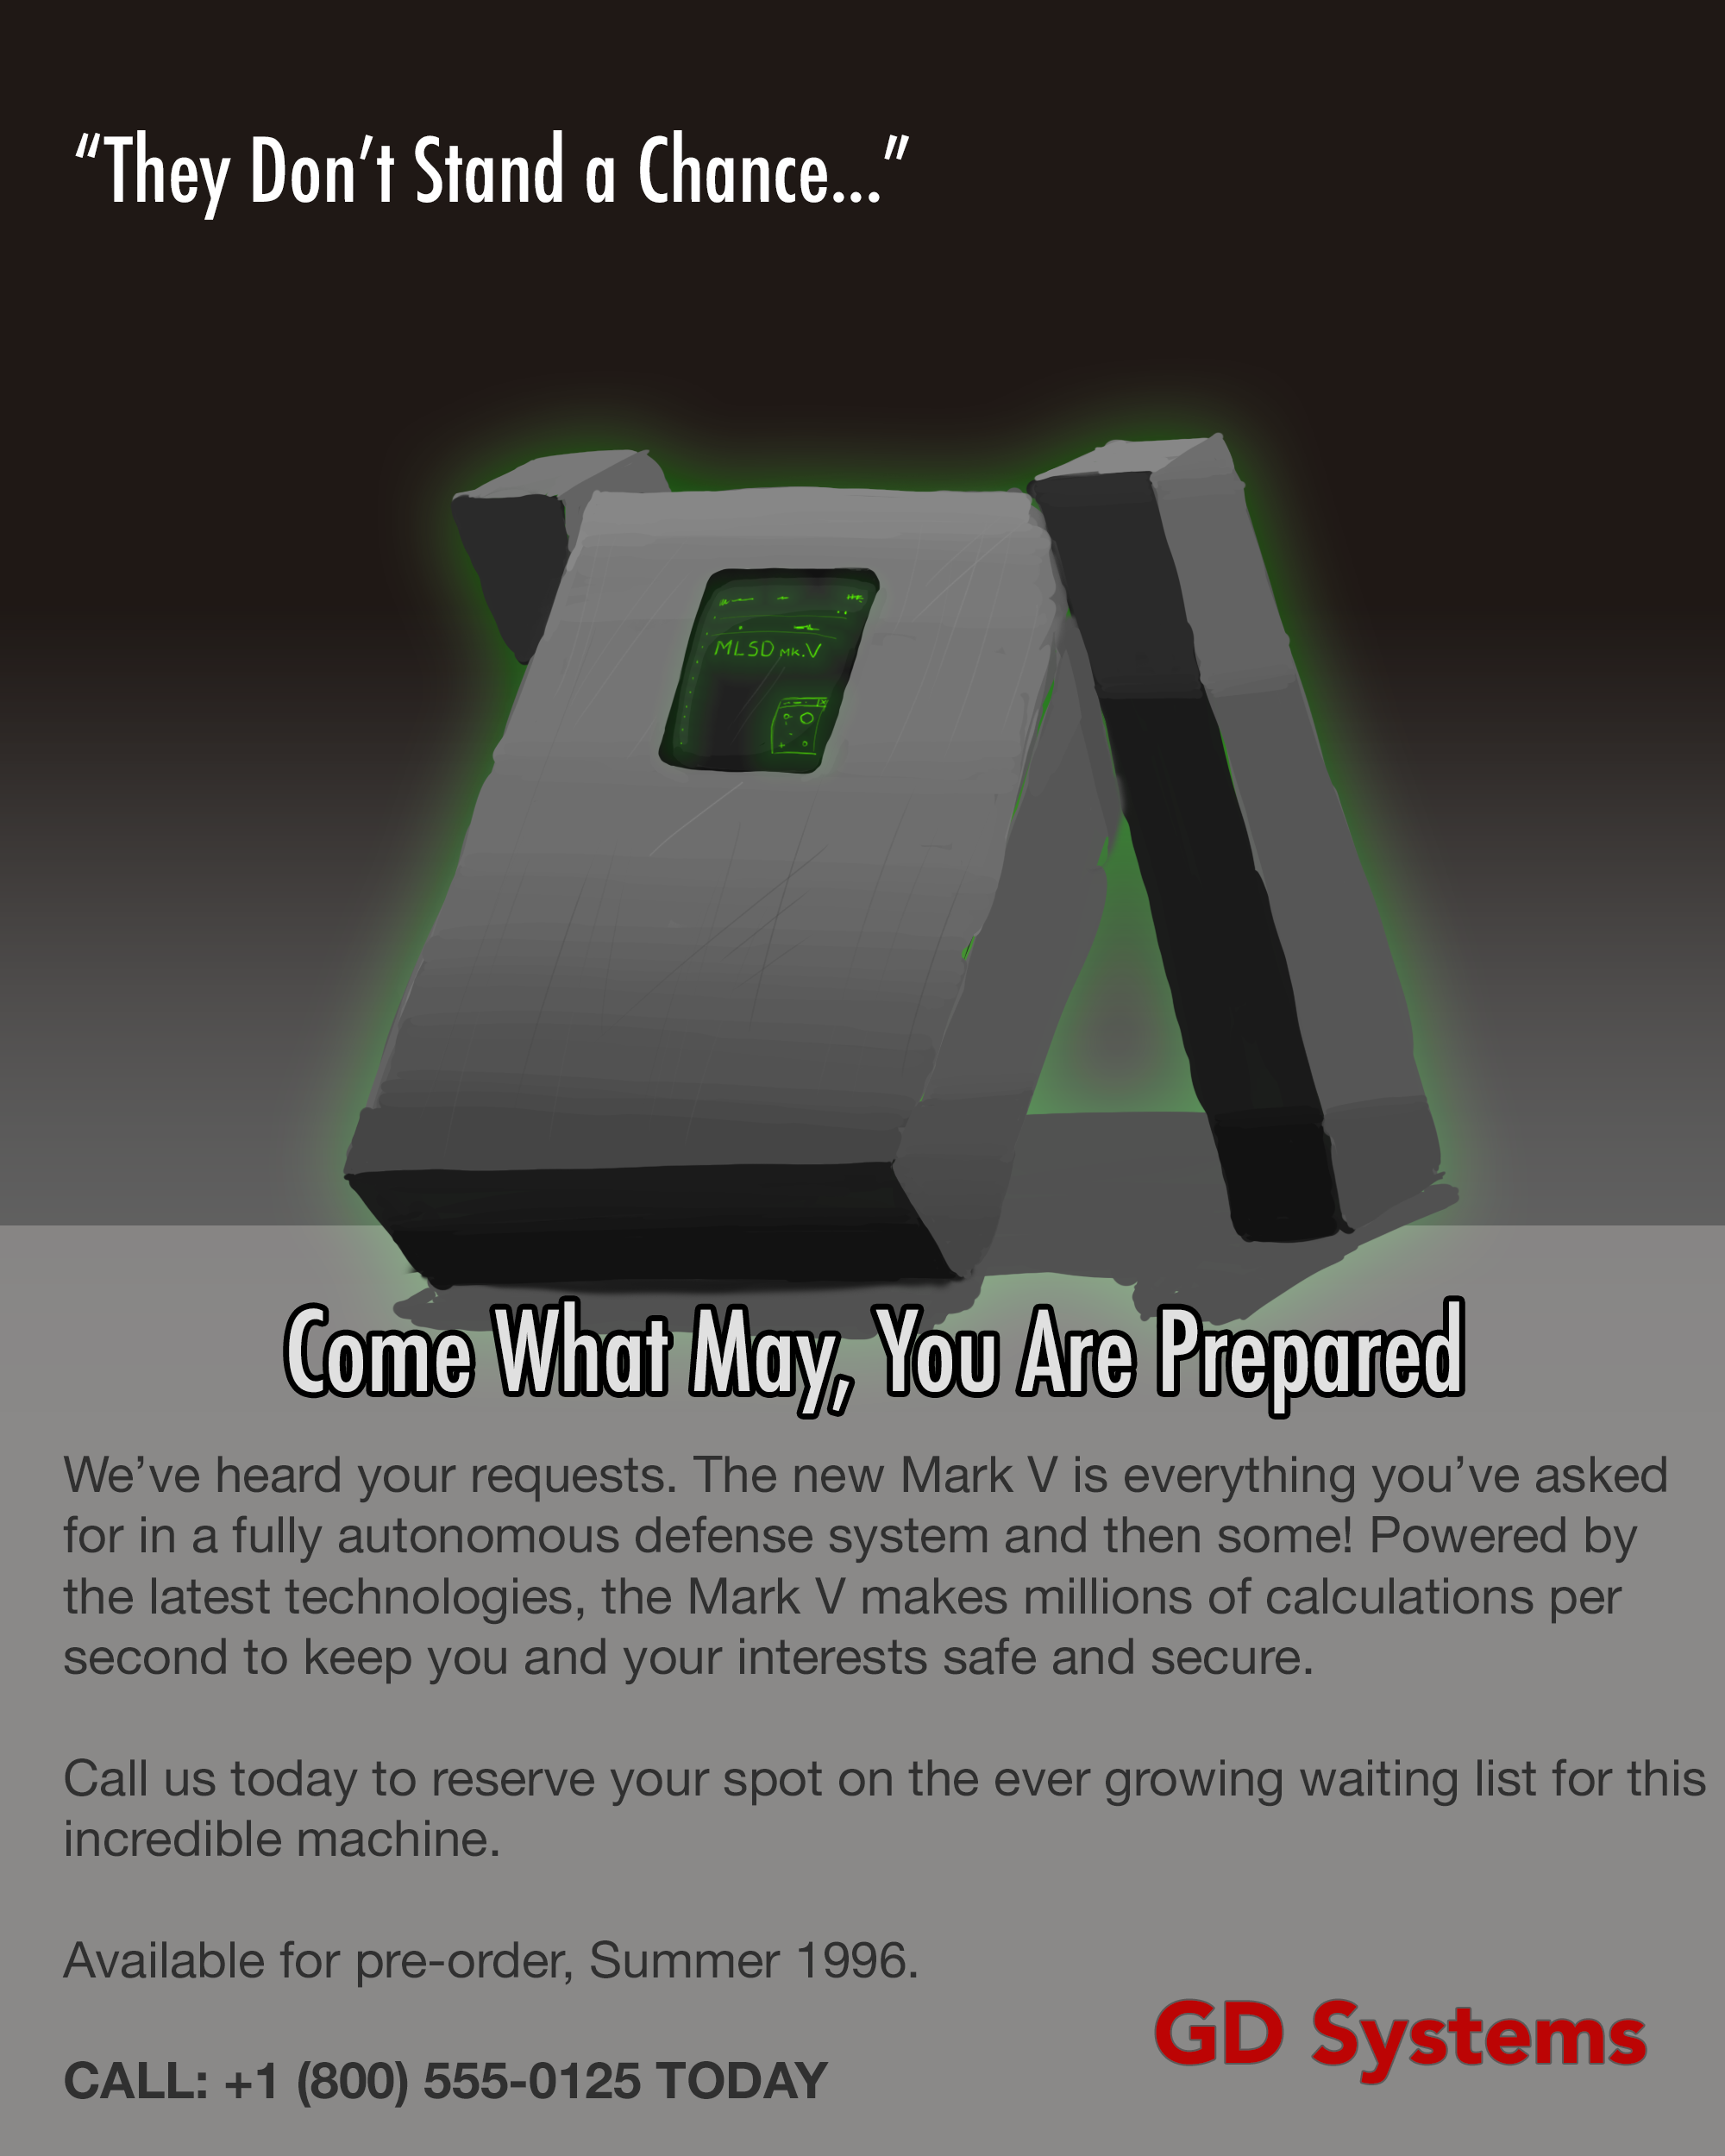 “They Don’t Stand a Chance...”
MLSD MK.V
Come What May, You Are Prepared
We’ve heard your requests. The new Mark V is everything you’ve asked
for in a fully autonomous defense system and then some! Powered by
the latest technologies, the Mark V makes millions of calculations per
second to keep you and your interests safe and secure.
Call us today to reserve your spot on the ever growing waiting list for this
incredible machine.
Available for pre-order, Summer 1996.
GD Systems
CALL: +1 (800) 555-0125 TODAY